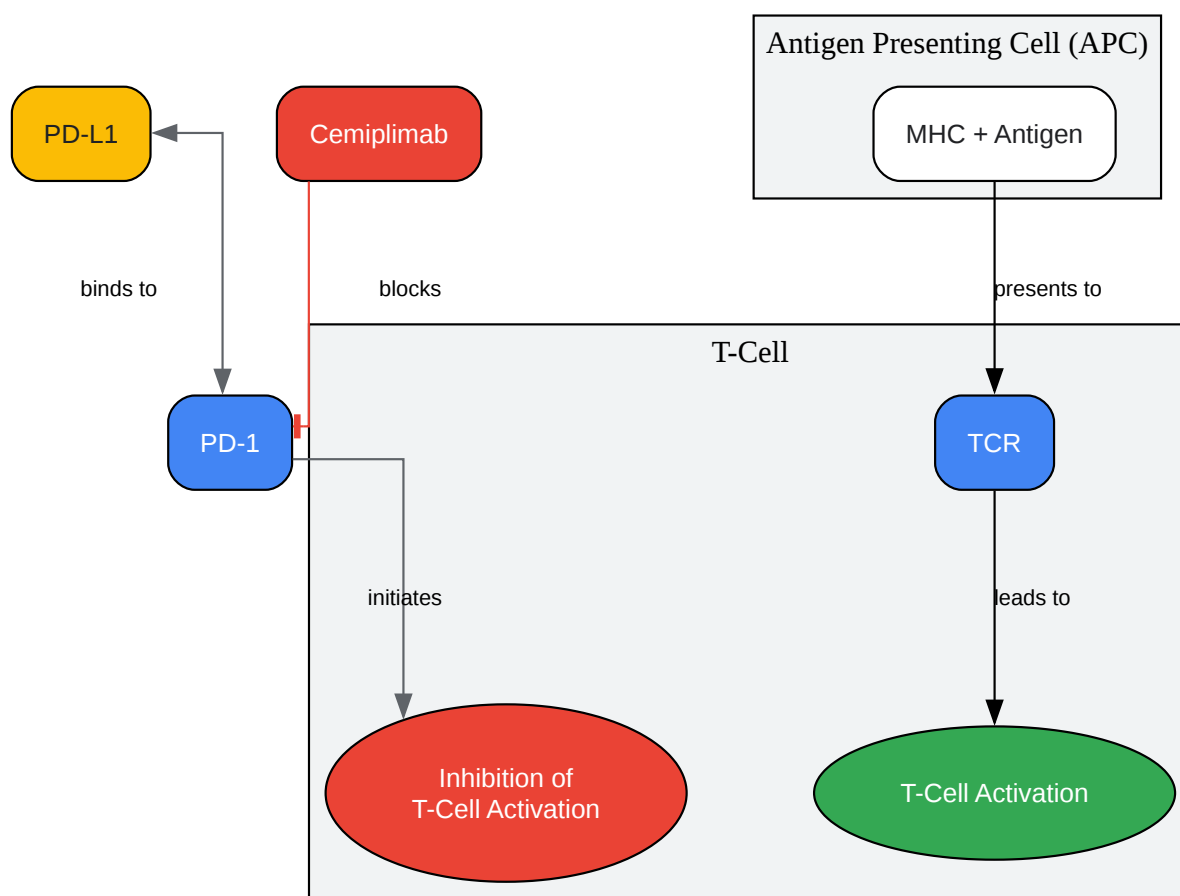 Antigen Presenting Cell (APC)
PD-L1
Cemiplimab
MHC + Antigen
binds to
blocks
presents to
T-Cell
PD-1
TCR
initiates
leads to
Inhibition of
T-Cell Activation
T-Cell Activation